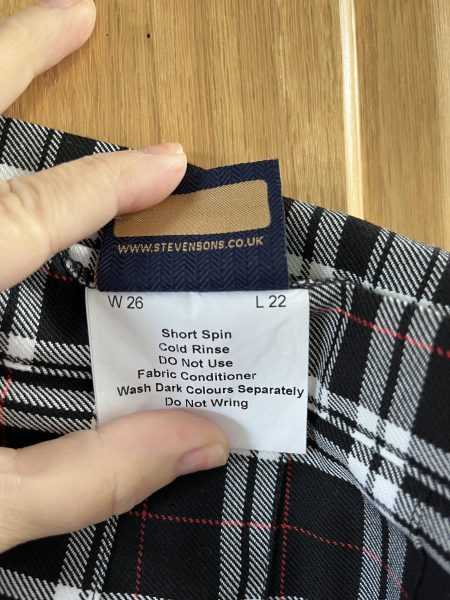 WWW.STEVENSONS.CO.UK
W 26 L 22
Short Spin
Cold Rinse
DO Not Use
Fabric Conditioner
Wash Dark Colours Separately
Do Not Wring